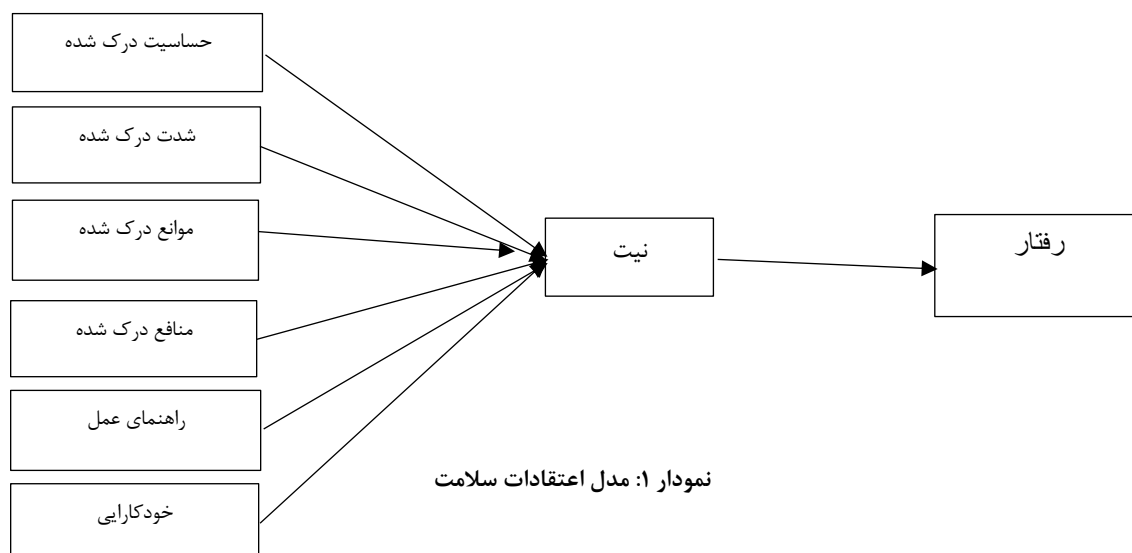 حساسیت درک شده
شدت درک شده
موانع درک شده
منافع درک شده
راهنمای عمل
خودکارایی
نیت
رفتار
نمودار ۱: مدل اعتقادات سلامت